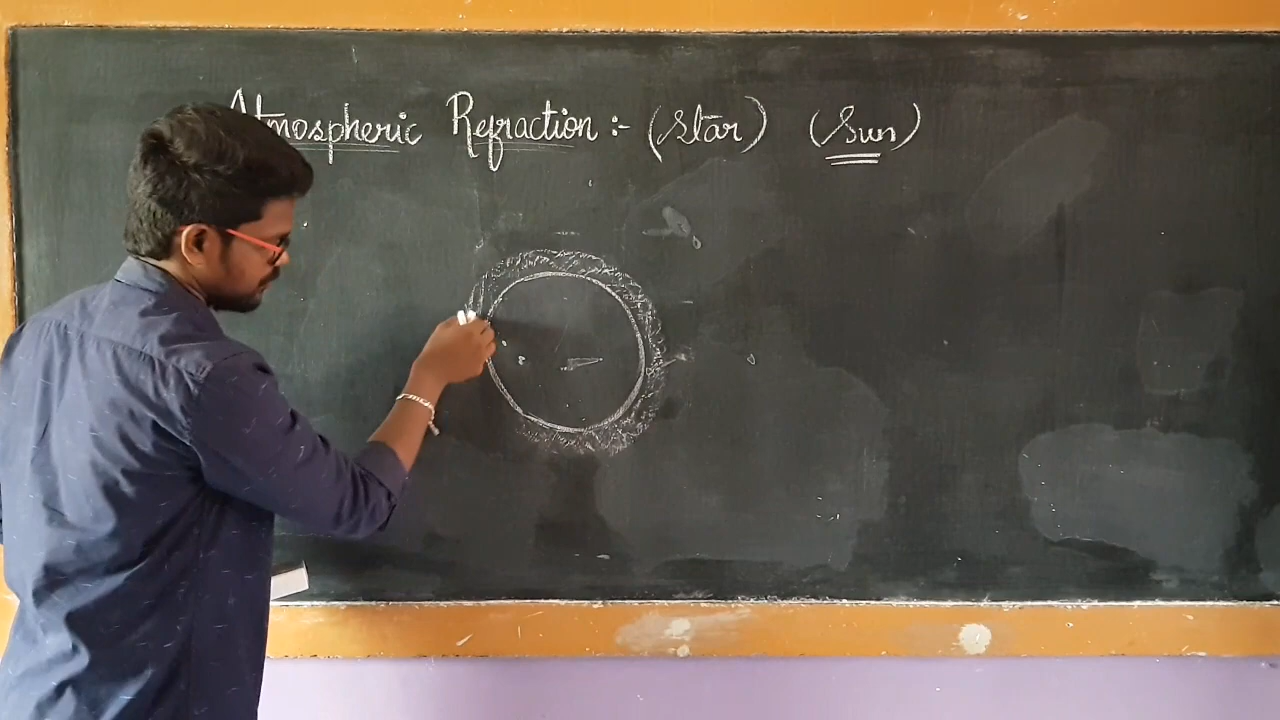 Atmospheric Refraction :- (Star) (Sun)